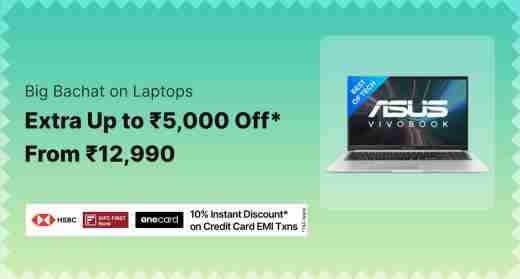 Big Bachat on Laptops
Extra Up to ₹5,000 Off*
From ₹12,990
BEST
OF TECH
ASUS
VIVOBOOK
HSBC
IDFC FIRST
Bank
onecard
10% Instant Discount*
on Credit Card EMI Txns
*T&C Apply